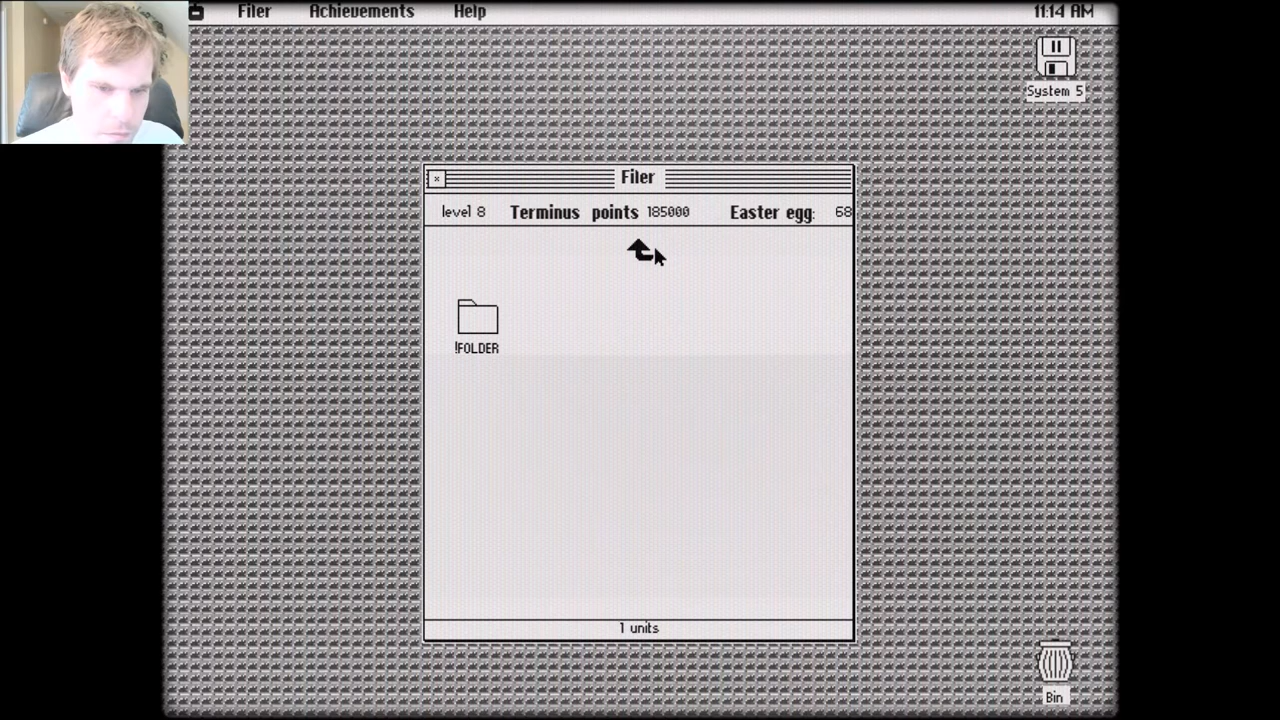 Filer Achievements Help 11:14 AM
System 5
Filer
level 8 Terminus points 185000 Easter egg: 68
!FOLDER
1 units
Bin